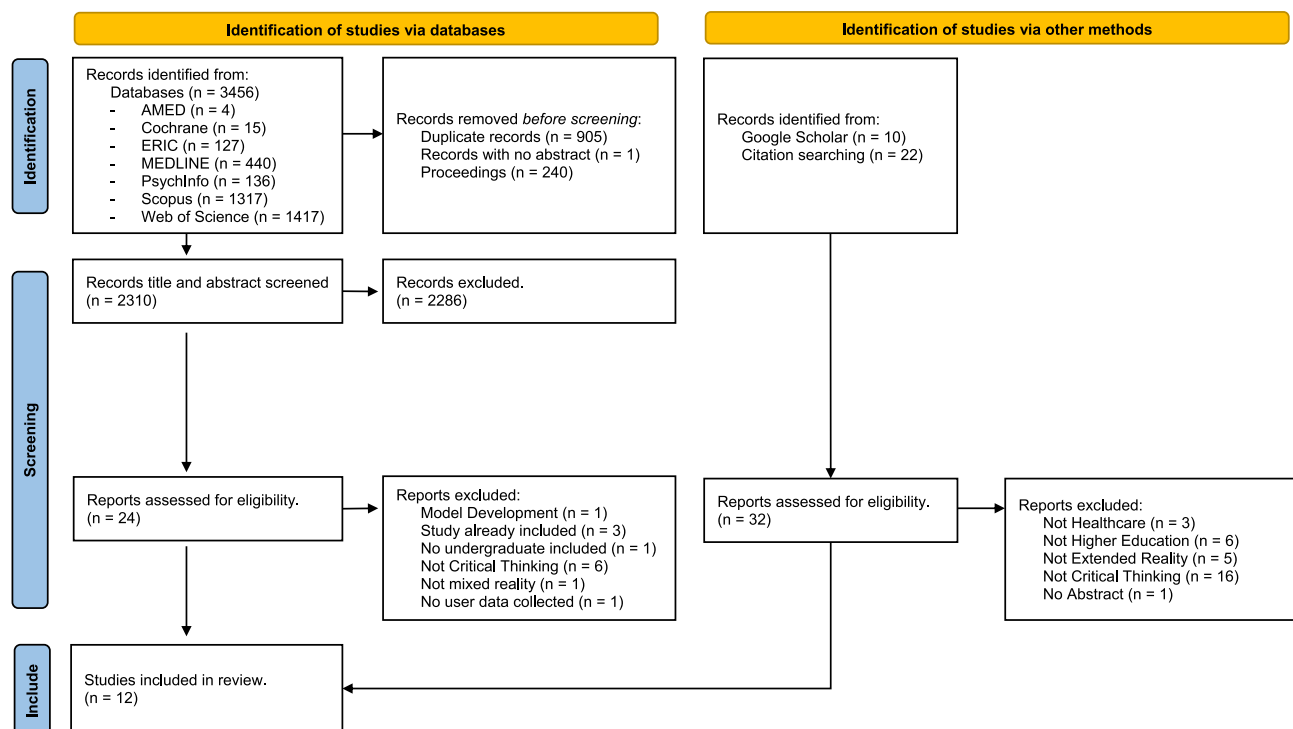 Identification of studies via databases
Identification of studies via other methods
Identification
Records identified from:
Databases (n = 3456)
- AMED (n = 4)
- Cochrane (n = 15)
- ERIC (n = 127)
- MEDLINE (n = 440)
- PsychInfo (n = 136)
- Scopus (n = 1317)
- Web of Science (n = 1417)
Records removed before screening:
Duplicate records (n = 905)
Records with no abstract (n = 1)
Proceedings (n = 240)
Records identified from:
Google Scholar (n = 10)
Citation searching (n = 22)
Screening
Records title and abstract screened
(n = 2310)
Records excluded.
(n = 2286)
Reports assessed for eligibility.
(n = 24)
Reports excluded:
Model Development (n = 1)
Study already included (n = 3)
No undergraduate included (n = 1)
Not Critical Thinking (n = 6)
Not mixed reality (n = 1)
No user data collected (n = 1)
Reports assessed for eligibility.
(n = 32)
Reports excluded:
Not Healthcare (n = 3)
Not Higher Education (n = 6)
Not Extended Reality (n = 5)
Not Critical Thinking (n = 16)
No Abstract (n = 1)
Include
Studies included in review.
(n = 12)